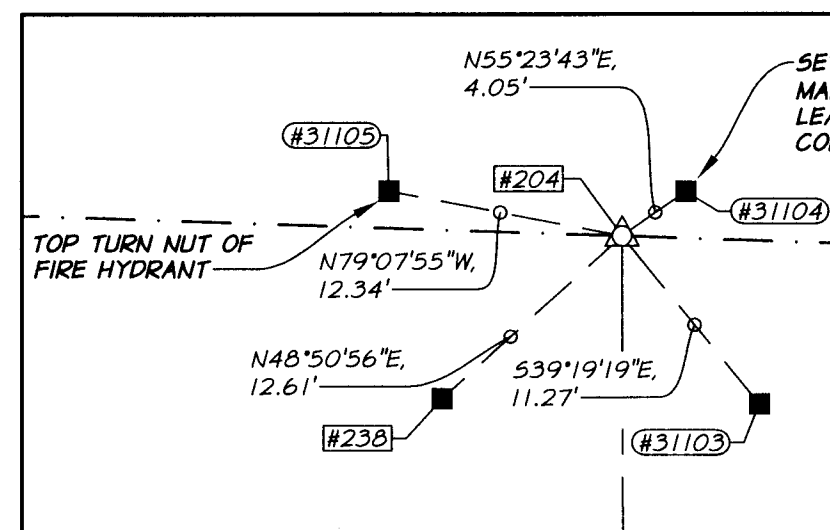 N55°23'43"E,
4.05'
SE
MA
LEA
CO
#31105
#204
#31104
TOP TURN NUT OF
FIRE HYDRANT
N79°07'55"W,
12.34'
N48°50'56"E,
12.61'
S39°19'19"E,
11.27'
#238
#31103